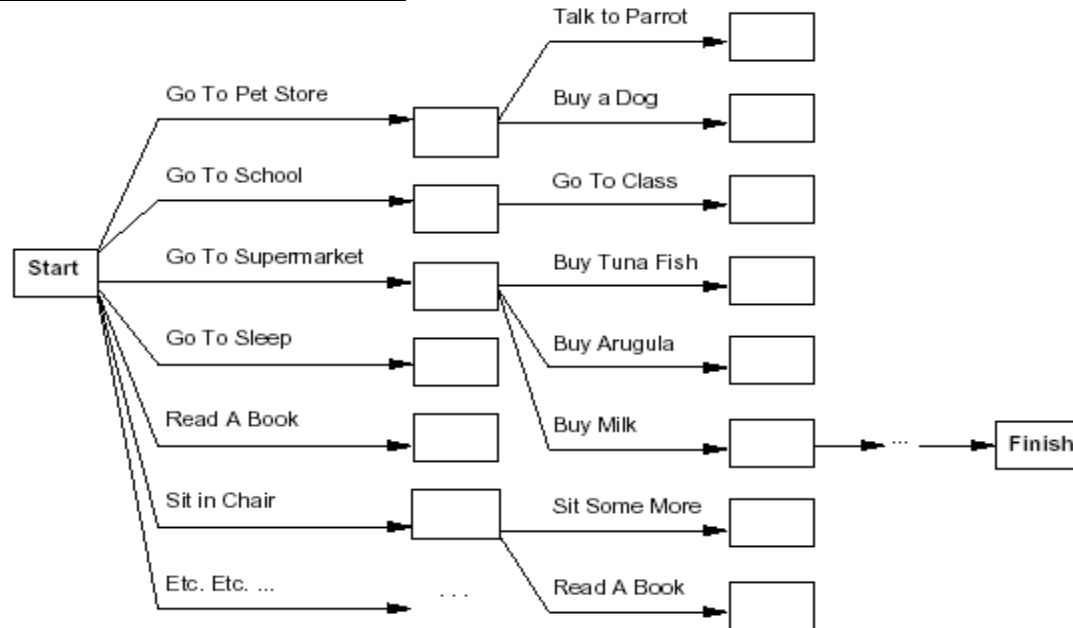 Talk to Parrot
Go To Pet Store
Buy a Dog
Go To School
Go To Class
Start
Go To Supermarket
Buy Tuna Fish
Go To Sleep
Buy Arugula
Read A Book
Buy Milk
...
Finish
Sit in Chair
Sit Some More
Etc. Etc. ...
...
Read A Book